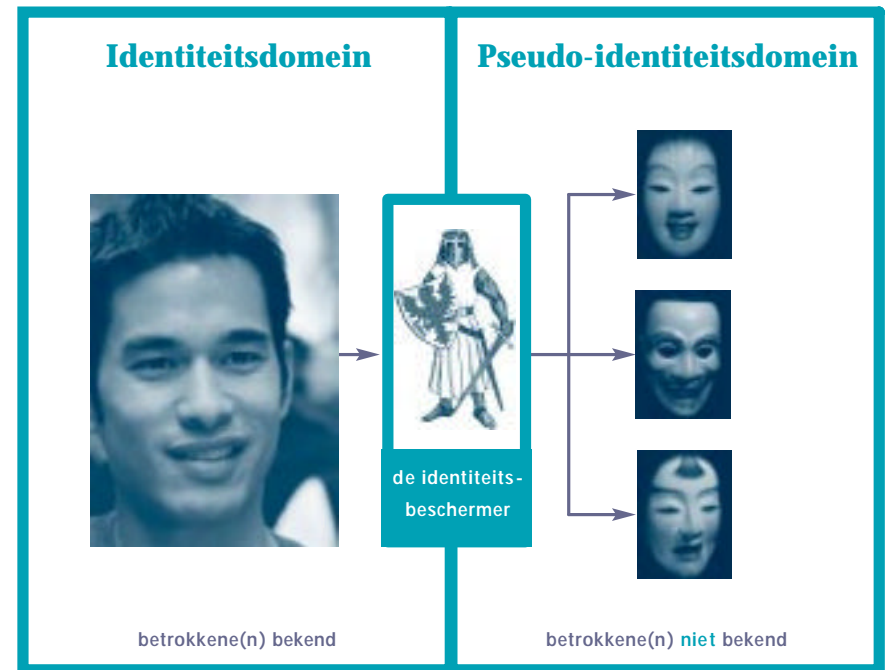 Identiteitsdomein
Pseudo-identiteitsdomein
de identiteits-
beschermer
betrokkene(n) bekend
betrokkene(n) niet bekend